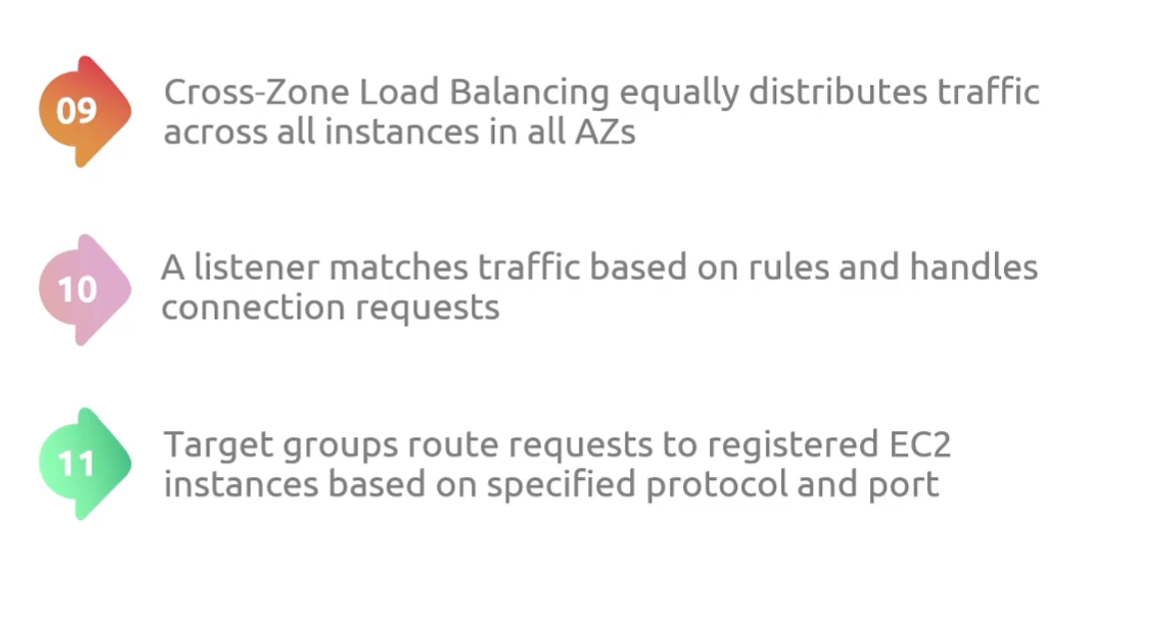 09
Cross-Zone Load Balancing equally distributes traffic
across all instances in all AZs
10
A listener matches traffic based on rules and handles
connection requests
11
Target groups route requests to registered EC2
instances based on specified protocol and port